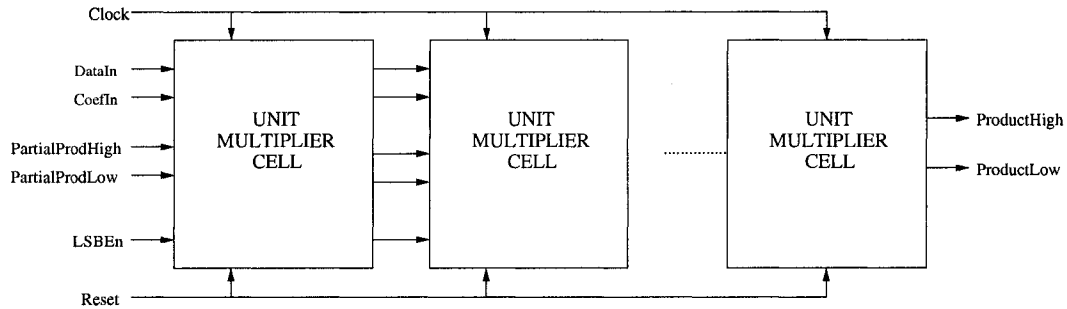 Clock
DataIn
CoefIn
PartialProdHigh
PartialProdLow
LSBEn
Reset
UNIT
MULTIPLIER
CELL
UNIT
MULTIPLIER
CELL
UNIT
MULTIPLIER
CELL
ProductHigh
ProductLow